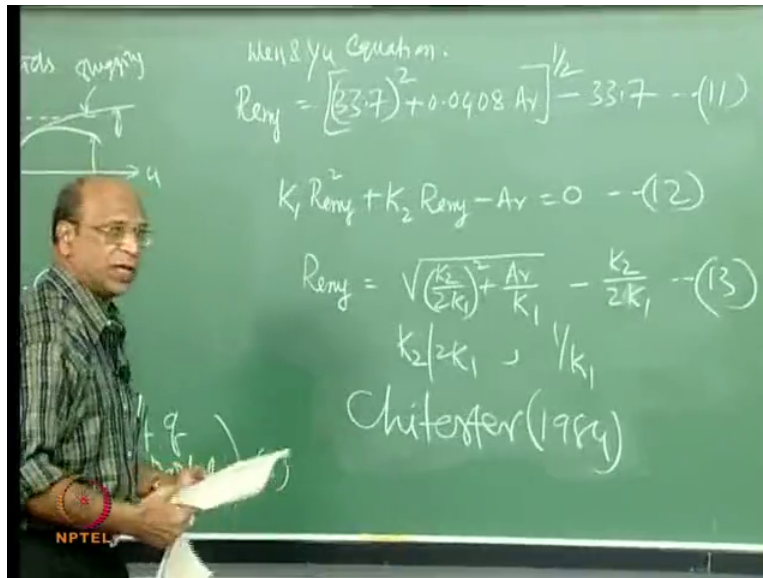 slugging
u
Wen & Yu Equation.
Remf = [(33.7)² + 0.0408 Ar]^1/2 - 33.7 --- (11)
K₁ Remf² + K₂ Remf - Ar = 0 --- (12)
Remf = √((K₂/2K₁)² + Ar/K₁) - K₂/2K₁ --- (13)
K₂/2K₁ , 1/K₁
Chitester (1984)
NPTEL